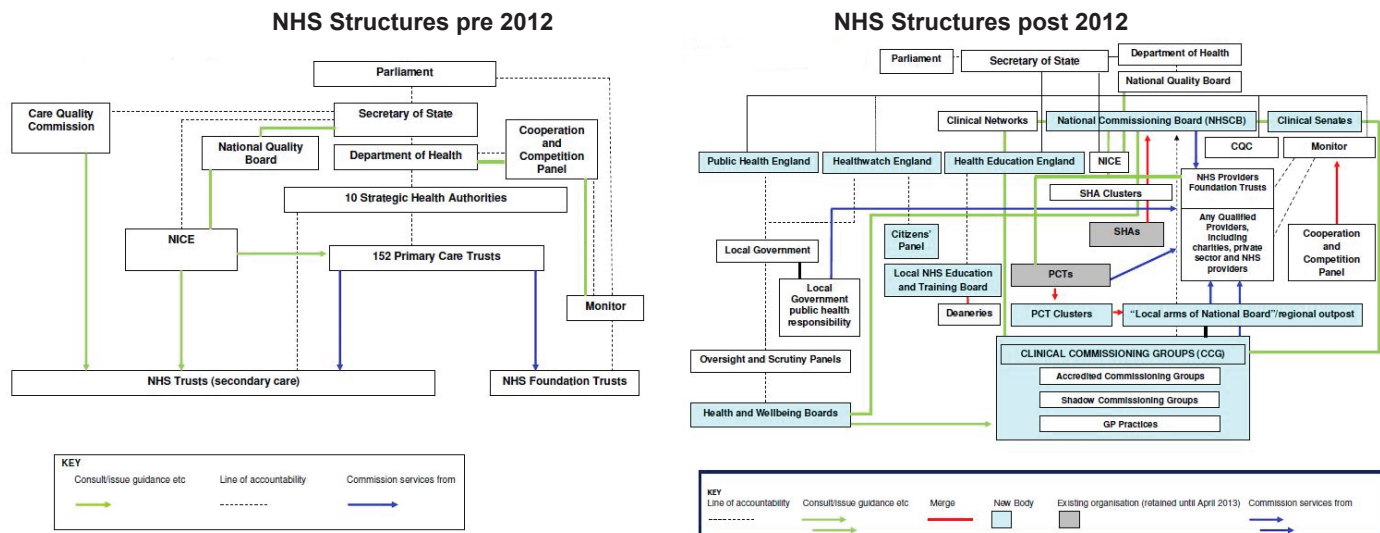 NHS Structures pre 2012
Parliament
Care Quality
Commission
Secretary of State
National Quality
Board
Department of Health
Cooperation
and
Competition
Panel
10 Strategic Health Authorities
NICE
152 Primary Care Trusts
Monitor
NHS Trusts (secondary care)
NHS Foundation Trusts
KEY
Consult/issue guidance etc
Line of accountability
Commission services from
NHS Structures post 2012
Parliament
Secretary of State
Department of Health
National Quality Board
Clinical Networks
National Commissioning Board (NHSCB)
Clinical Senates
Public Health England
Healthwatch England
Health Education England
NICE
CQC
Monitor
SHA Clusters
NHS Providers
Foundation Trusts
Any Qualified
Providers,
including
charities, private
sector and NHS
providers
Local Government
Citizens'
Panel
SHAs
Cooperation
and
Competition
Panel
Local
Government
public health
responsibility
Local NHS Education
and Training Board
PCTs
Deaneries
PCT Clusters
"Local arms of National Board"/regional outpost
Oversight and Scrutiny Panels
CLINICAL COMMISSIONING GROUPS (CCG)
Accredited Commissioning Groups
Shadow Commissioning Groups
GP Practices
Health and Wellbeing Boards
KEY
Line of accountability
Consult/issue guidance etc
Merge
New Body
Existing organisation (retained until April 2013)
Commission services from